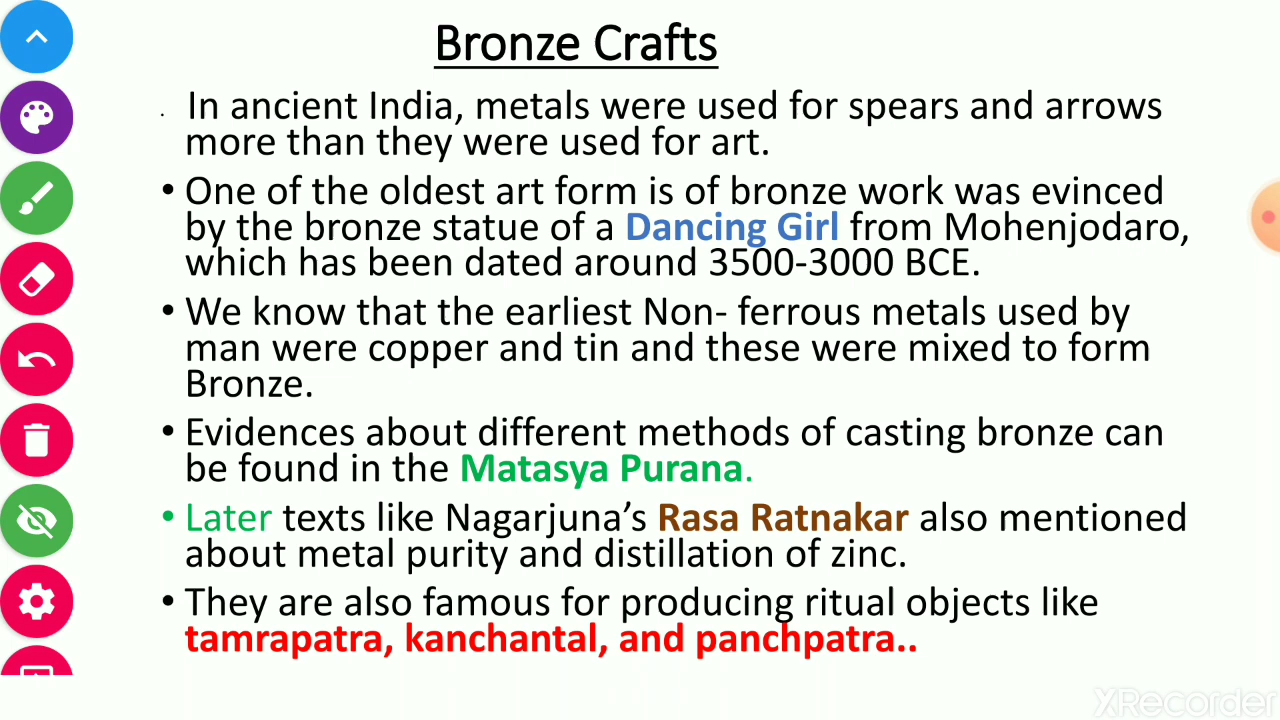 Bronze Crafts
. In ancient India, metals were used for spears and arrows
more than they were used for art.
• One of the oldest art form is of bronze work was evinced
by the bronze statue of a Dancing Girl from Mohenjodaro,
which has been dated around 3500-3000 BCE.
• We know that the earliest Non- ferrous metals used by
man were copper and tin and these were mixed to form
Bronze.
• Evidences about different methods of casting bronze can
be found in the Matasya Purana.
• Later texts like Nagarjuna’s Rasa Ratnakar also mentioned
about metal purity and distillation of zinc.
• They are also famous for producing ritual objects like
tamrapatra, kanchantal, and panchpatra..
XRecorder